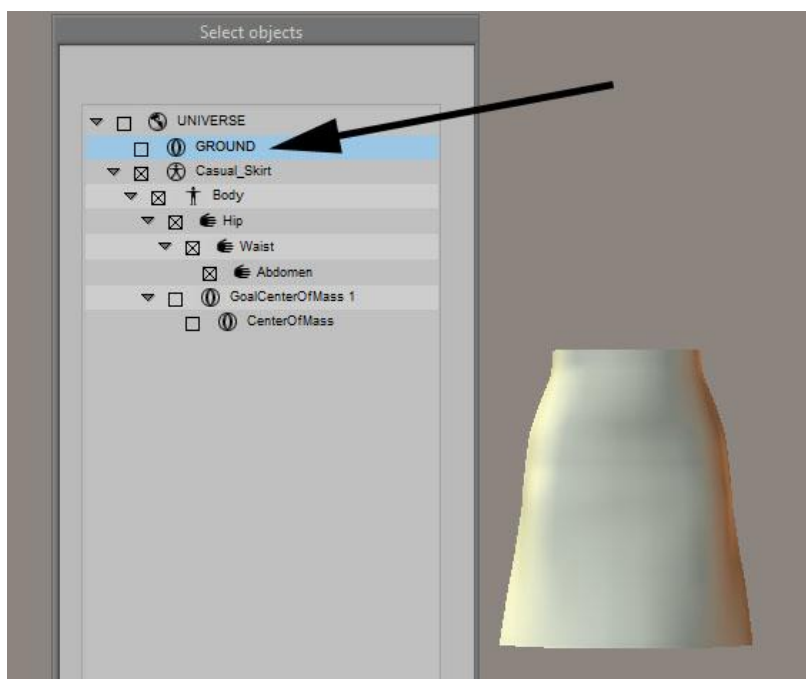 Select objects
UNIVERSE
GROUND
Casual_Skirt
Body
Hip
Waist
Abdomen
GoalCenterOfMass 1
CenterOfMass